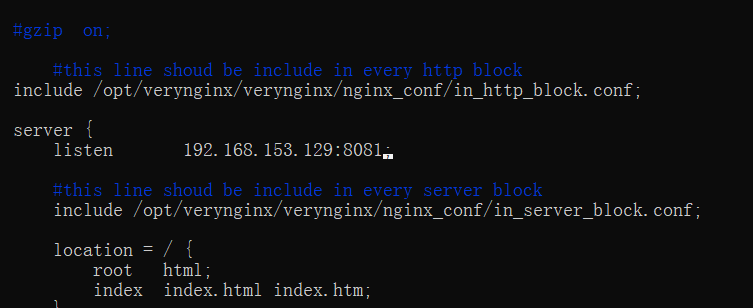 #gzip  on;
    #this line shoud be include in every http block
include /opt/verynginx/verynginx/nginx_conf/in_http_block.conf;
server {
    listen       192.168.153.129:8081;
    #this line shoud be include in every server block
    include /opt/verynginx/verynginx/nginx_conf/in_server_block.conf;
    location = / {
        root   html;
        index  index.html index.htm;
    }